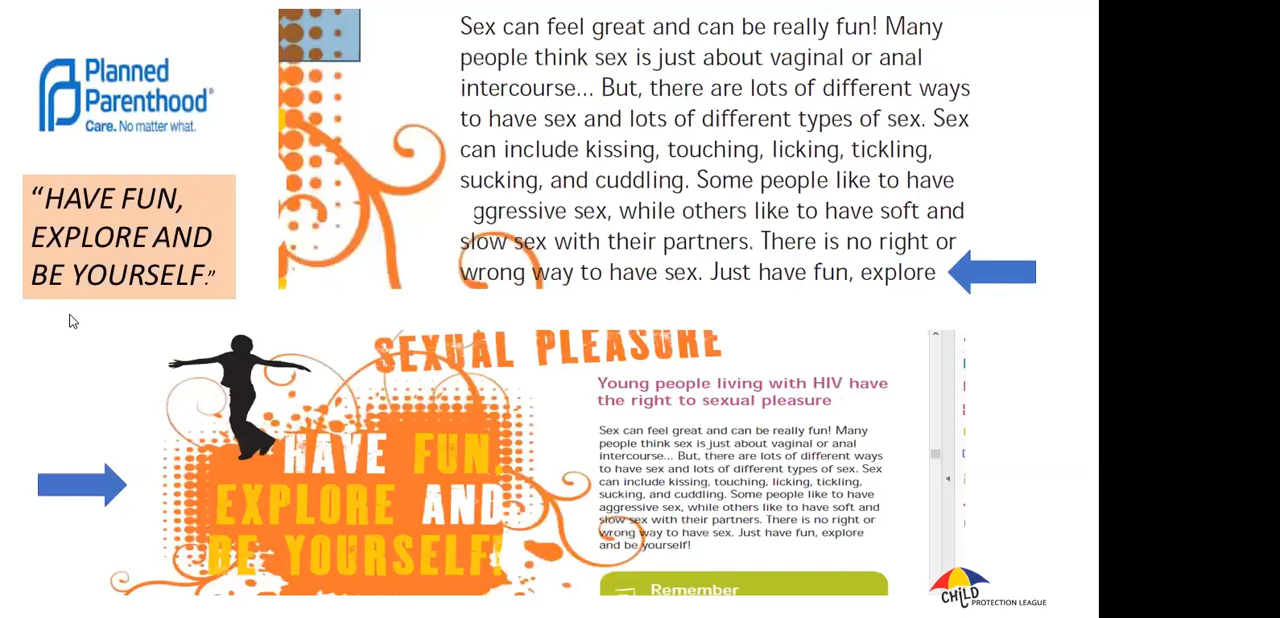 Planned
Parenthood®
Care. No matter what.
“HAVE FUN,
EXPLORE AND
BE YOURSELF.”
Sex can feel great and can be really fun! Many
people think sex is just about vaginal or anal
intercourse... But, there are lots of different ways
to have sex and lots of different types of sex. Sex
can include kissing, touching, licking, tickling,
sucking, and cuddling. Some people like to have
ggressive sex, while others like to have soft and
slow sex with their partners. There is no right or
wrong way to have sex. Just have fun, explore
SEXUAL PLEASURE
HAVE FUN,
EXPLORE AND
BE YOURSELF!
Young people living with HIV have
the right to sexual pleasure
Sex can feel great and can be really fun! Many
people think sex is just about vaginal or anal
intercourse... But, there are lots of different ways
to have sex and lots of different types of sex. Sex
can include kissing, touching, licking, tickling,
sucking, and cuddling. Some people like to have
aggressive sex, while others like to have soft and
slow sex with their partners. There is no right or
wrong way to have sex. Just have fun, explore
and be yourself!
Remember
CHILD
PROTECTION LEAGUE